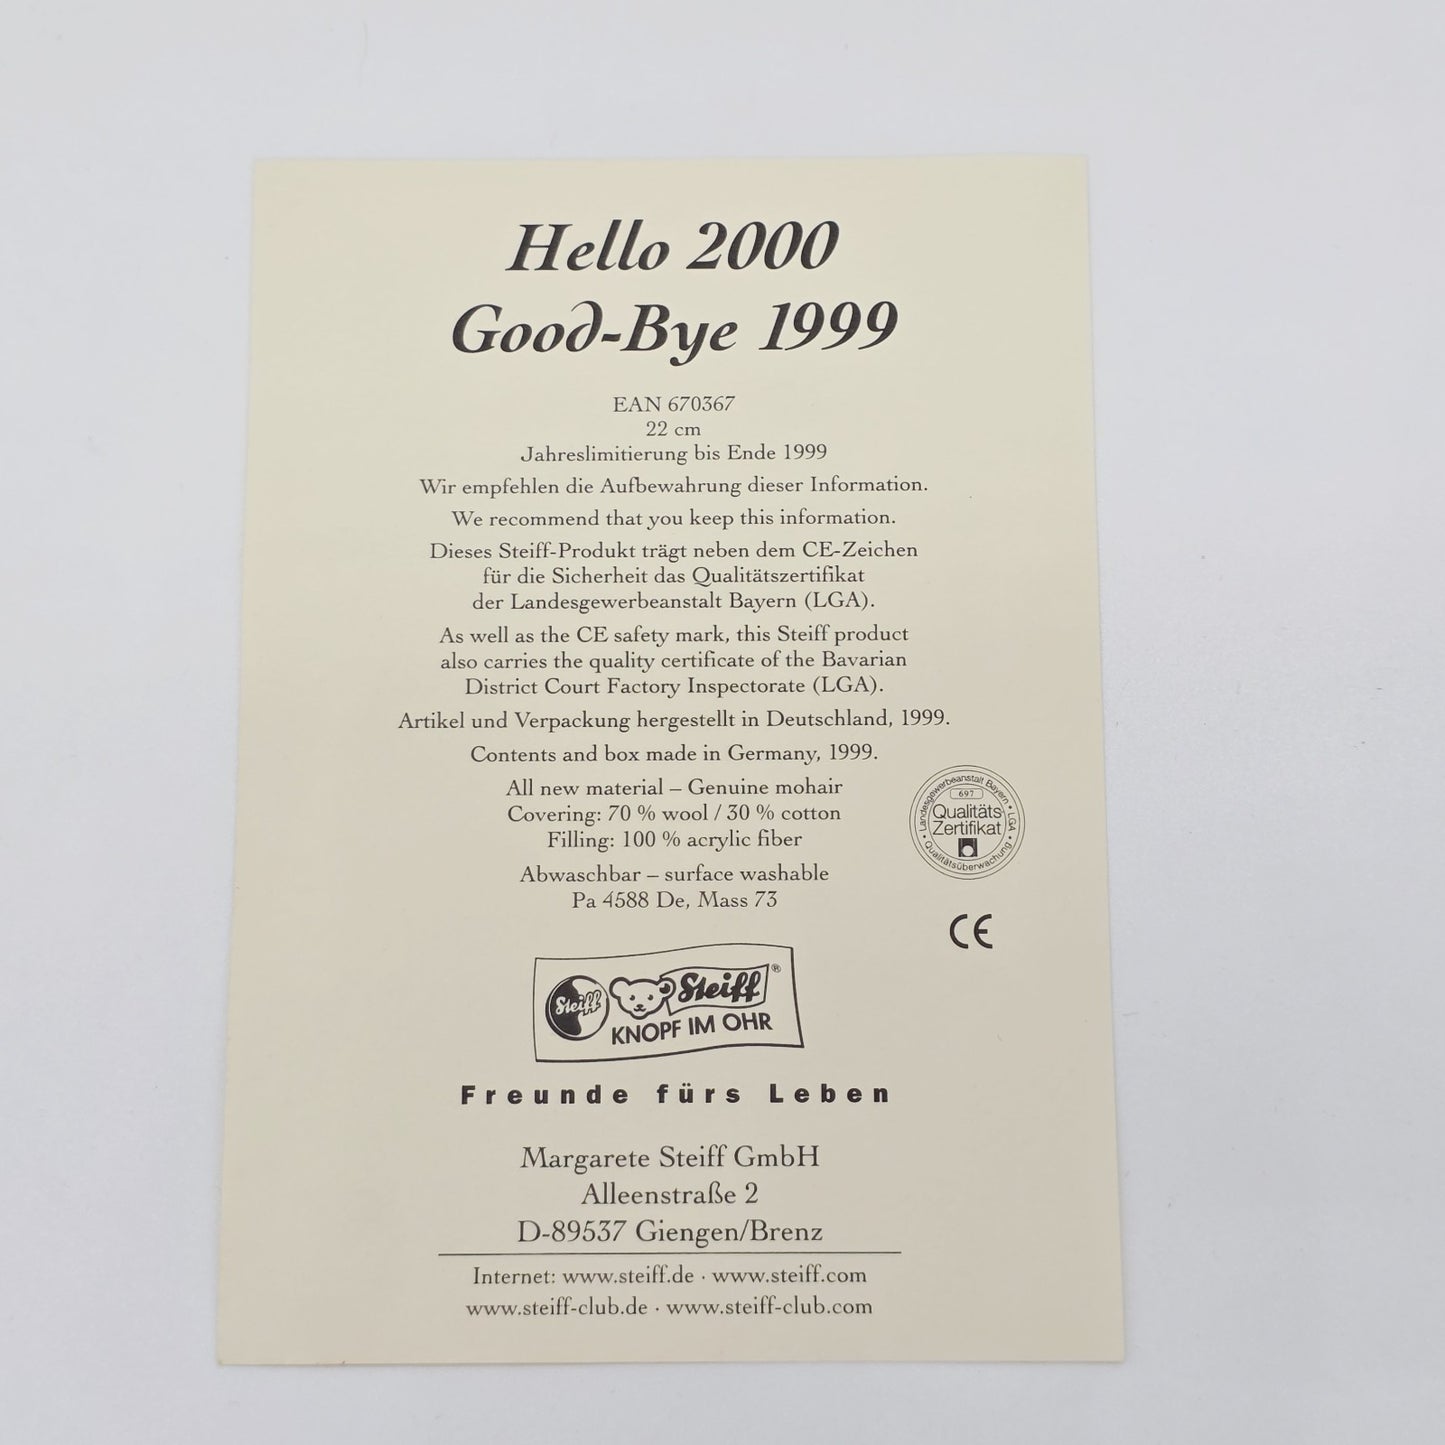 Hello 2000
Good-Bye 1999
EAN 670367
22 cm
Jahreslimitierung bis Ende 1999
Wir empfehlen die Aufbewahrung dieser Information.
We recommend that you keep this information.
Dieses Steiff-Produkt trägt neben dem CE-Zeichen
für die Sicherheit das Qualitätszertifikat
der Landesgewerbeanstalt Bayern (LGA).
As well as the CE safety mark, this Steiff product
also carries the quality certificate of the Bavarian
District Court Factory Inspectorate (LGA).
Artikel und Verpackung hergestellt in Deutschland, 1999.
Contents and box made in Germany, 1999.
All new material – Genuine mohair
Covering: 70 % wool / 30 % cotton
Filling: 100 % acrylic fiber
Abwaschbar – surface washable
Pa 4588 De, Mass 73
Landesgewerbeanstalt Bayern • LGA •
697
Qualitäts
Zertifikat
Qualitätsüberwachung •
CE
Steiff
Steiff ®
KNOPF IM OHR
Freunde fürs Leben
Margarete Steiff GmbH
Alleenstraße 2
D-89537 Giengen/Brenz
Internet: www.steiff.de · www.steiff.com
www.steiff-club.de · www.steiff-club.com